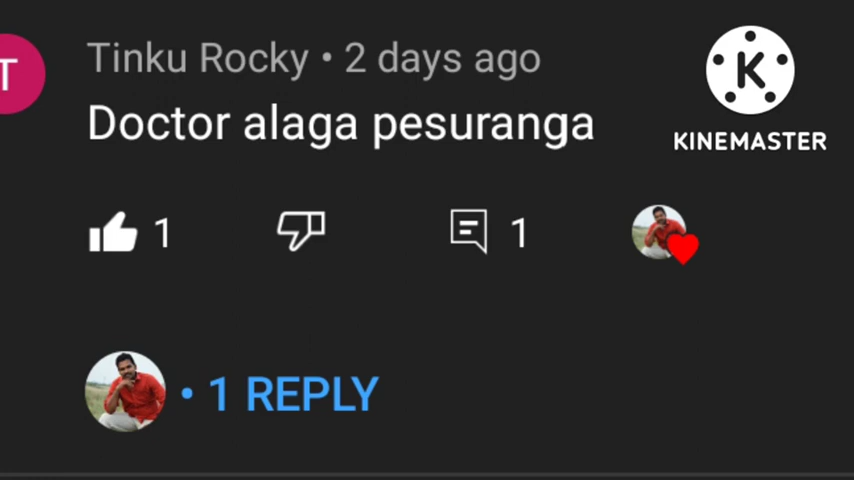 T
Tinku Rocky • 2 days ago
Doctor alaga pesuranga
K
KINEMASTER
1
1
• 1 REPLY